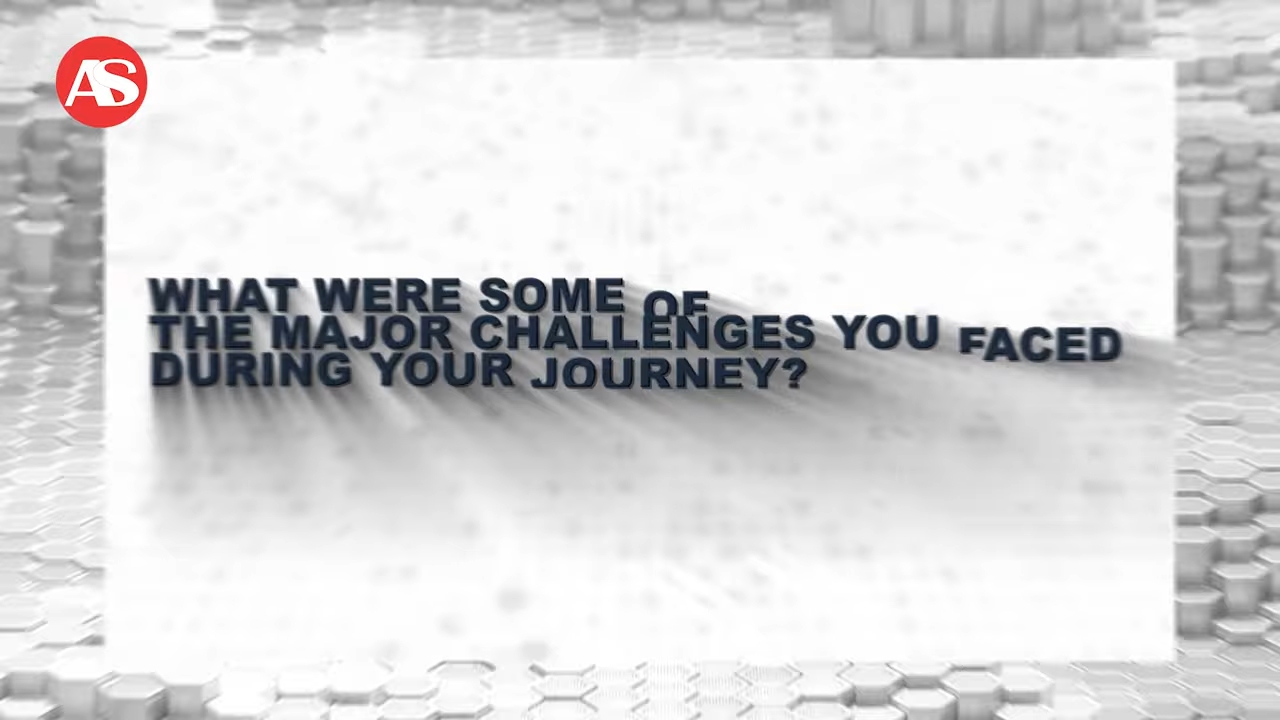 AS
WHAT WERE SOME OF
THE MAJOR CHALLENGES YOU FACED
DURING YOUR JOURNEY?